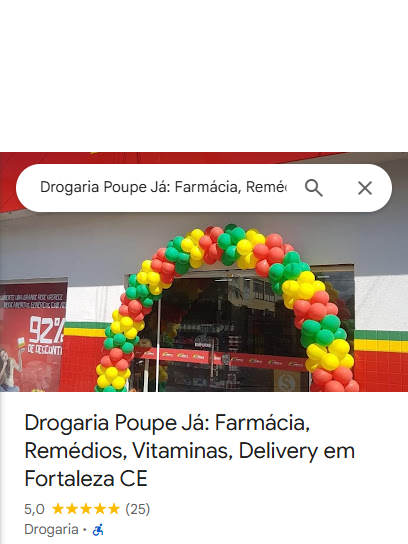 Drogaria Poupe Já: Farmácia, Remé
92%
DE DESCONTO
Drogaria Poupe Já: Farmácia,
Remédios, Vitaminas, Delivery em
Fortaleza CE
5,0 ★★★★★ (25)
Drogaria ·